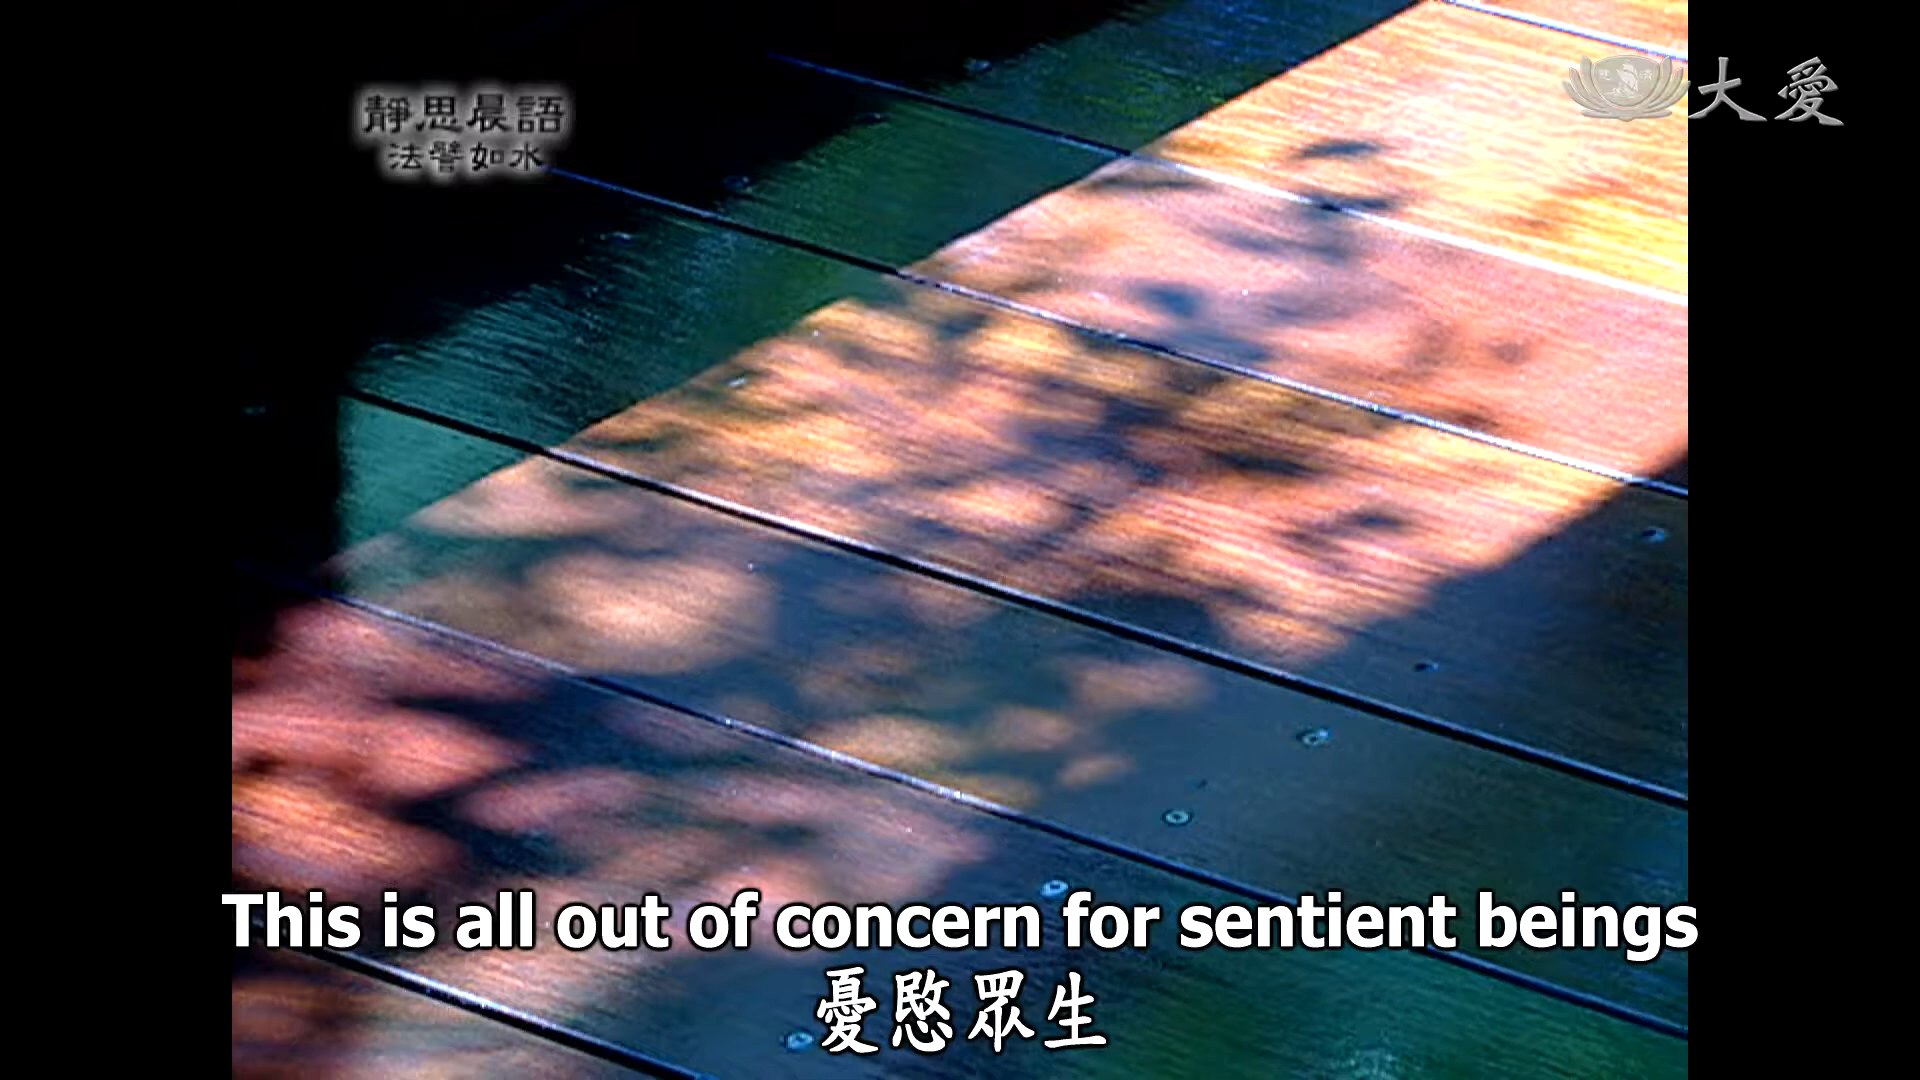 靜思晨語
法譬如水
大愛
This is all out of concern for sentient beings
憂愍眾生